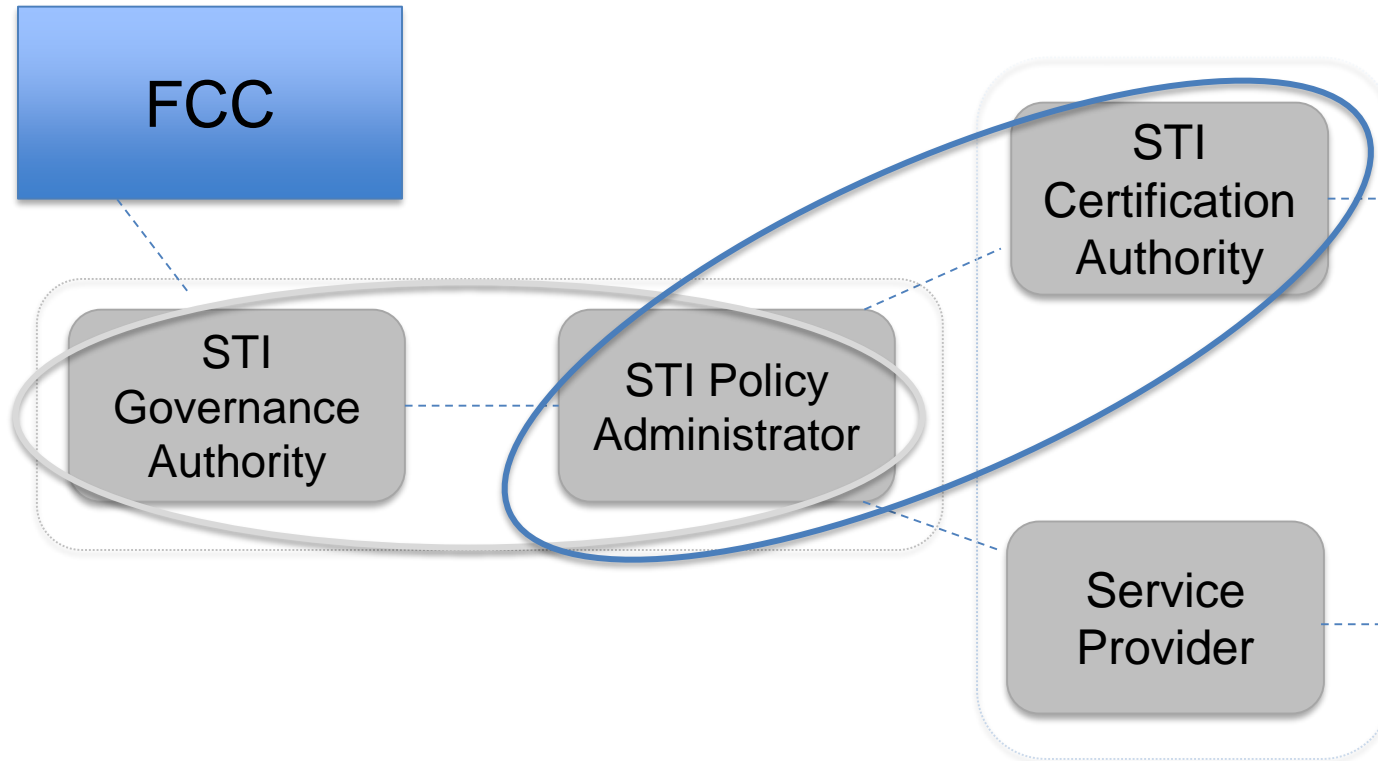 FCC
STI
Certification
Authority
STI
Governance
Authority
STI Policy
Administrator
Service
Provider